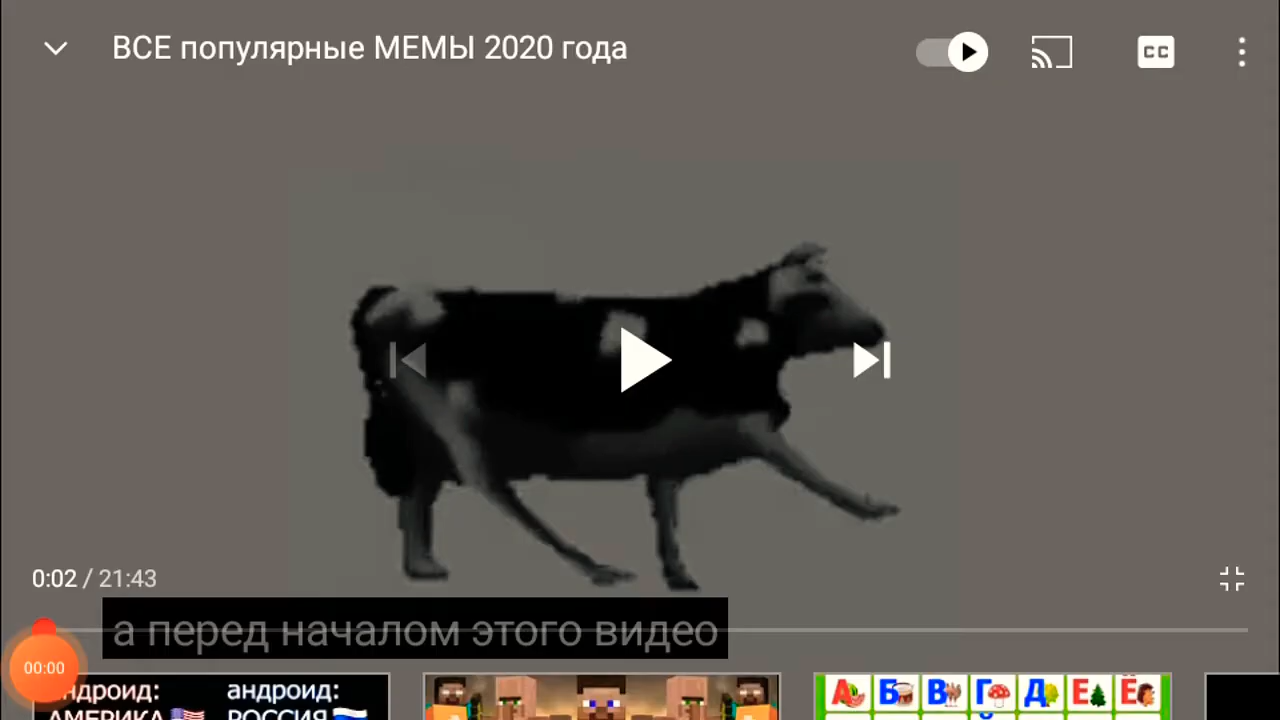 ВСЕ популярные МЕМЫ 2020 года
CC
0:02 / 21:43
а перед началом этого видео
00:00
ндроид:
АМЕРИКА
андроид:
РОССИЯ
А Б В Г Д Е Ё